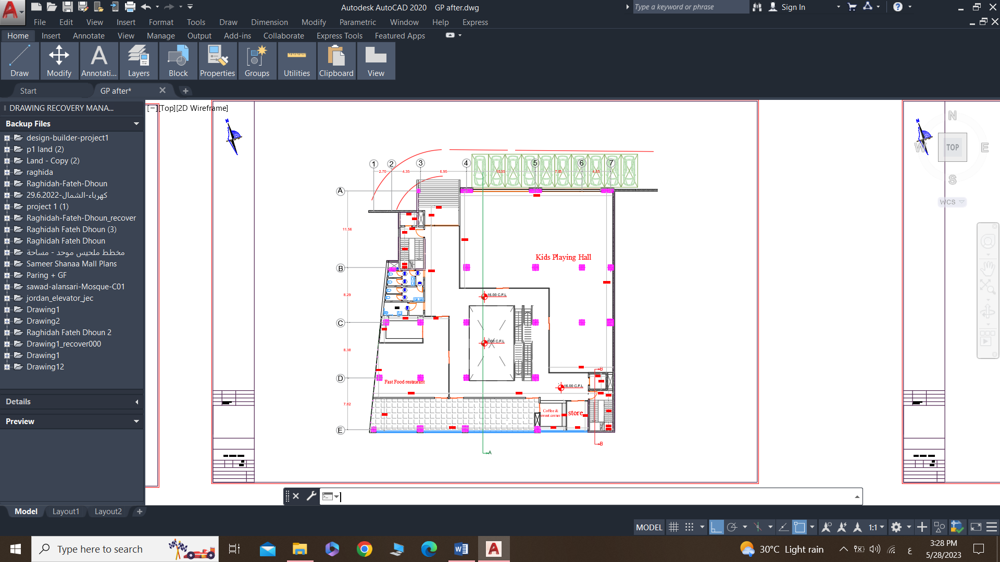 Autodesk AutoCAD 2020 GP after.dwg
Type a keyword or phrase
Sign In
File Edit View Insert Format Tools Draw Dimension Modify Parametric Window Help Express
Home Insert Annotate View Manage Output Add-ins Collaborate Express Tools Featured Apps
Draw Modify Annotati... Layers Block Properties Groups Utilities Clipboard View
Start GP after*
DRAWING RECOVERY MANA...
[−][Top][2D Wireframe]
Backup Files
design-builder-project1
p1 land (2)
Land - Copy (2)
raghida
Raghidah-Fateh-Dhoun
كهرباء-الشمال-29.6.2022
project 1 (1)
Raghidah-Fateh-Dhoun_recover
Raghidah Fateh Dhoun (3)
Raghidah Fateh Dhoun
مخطط ملحيس موحد - مساحة
Sameer Shanaa Mall Plans
Paring + GF
sawad-alansari-Mosque-C01
jordan_elevator_jec
Drawing1
Drawing2
Raghidah Fateh Dhoun 2
Drawing1_recover000
Drawing1
Drawing12
Details
Preview
N
N
N
W TOP E
S
WCS
1 2 3 4 5 6 7
2.70 4.35 6.95 7.05 4.35
A
11.56
B
8.29
C
8.38
D
7.82
E
Kids Playing Hall
16.00 C.F.L
0.00 C.F.L
16.00 C.F.L
Fast Food restaurant
Coffee &
sweet corner
store
B
B
A
Model Layout1 Layout2
MODEL 1:1
Type here to search
30°C Light rain
ع
3:28 PM
5/28/2023